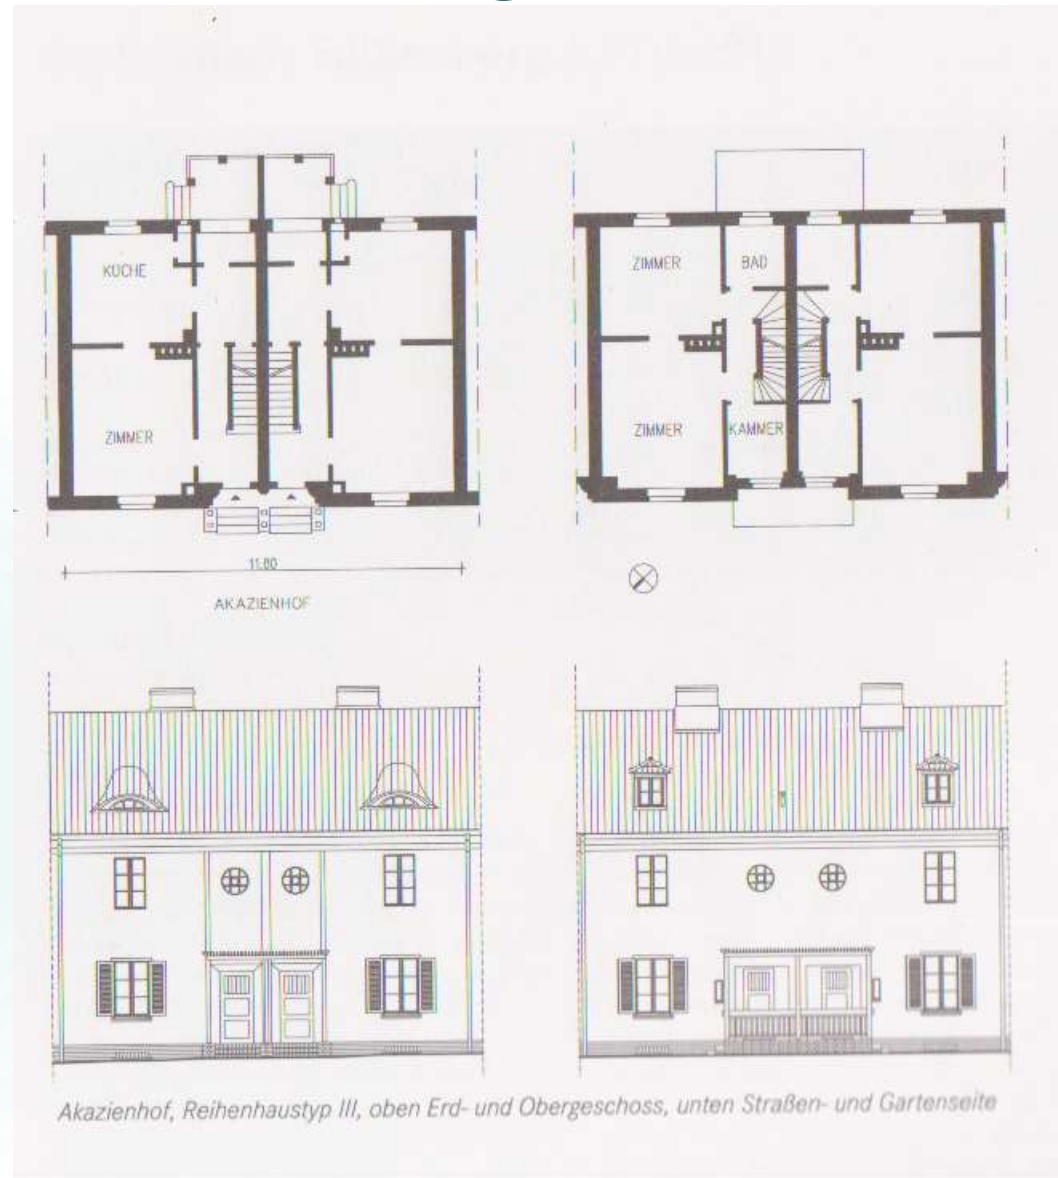 KÜCHE
ZIMMER
ZIMMER
BAD
ZIMMER
KAMMER
11.80
AKAZIENHOF
Akazienhof, Reihenhaustyp III, oben Erd- und Obergeschoss, unten Straßen- und Gartenseite